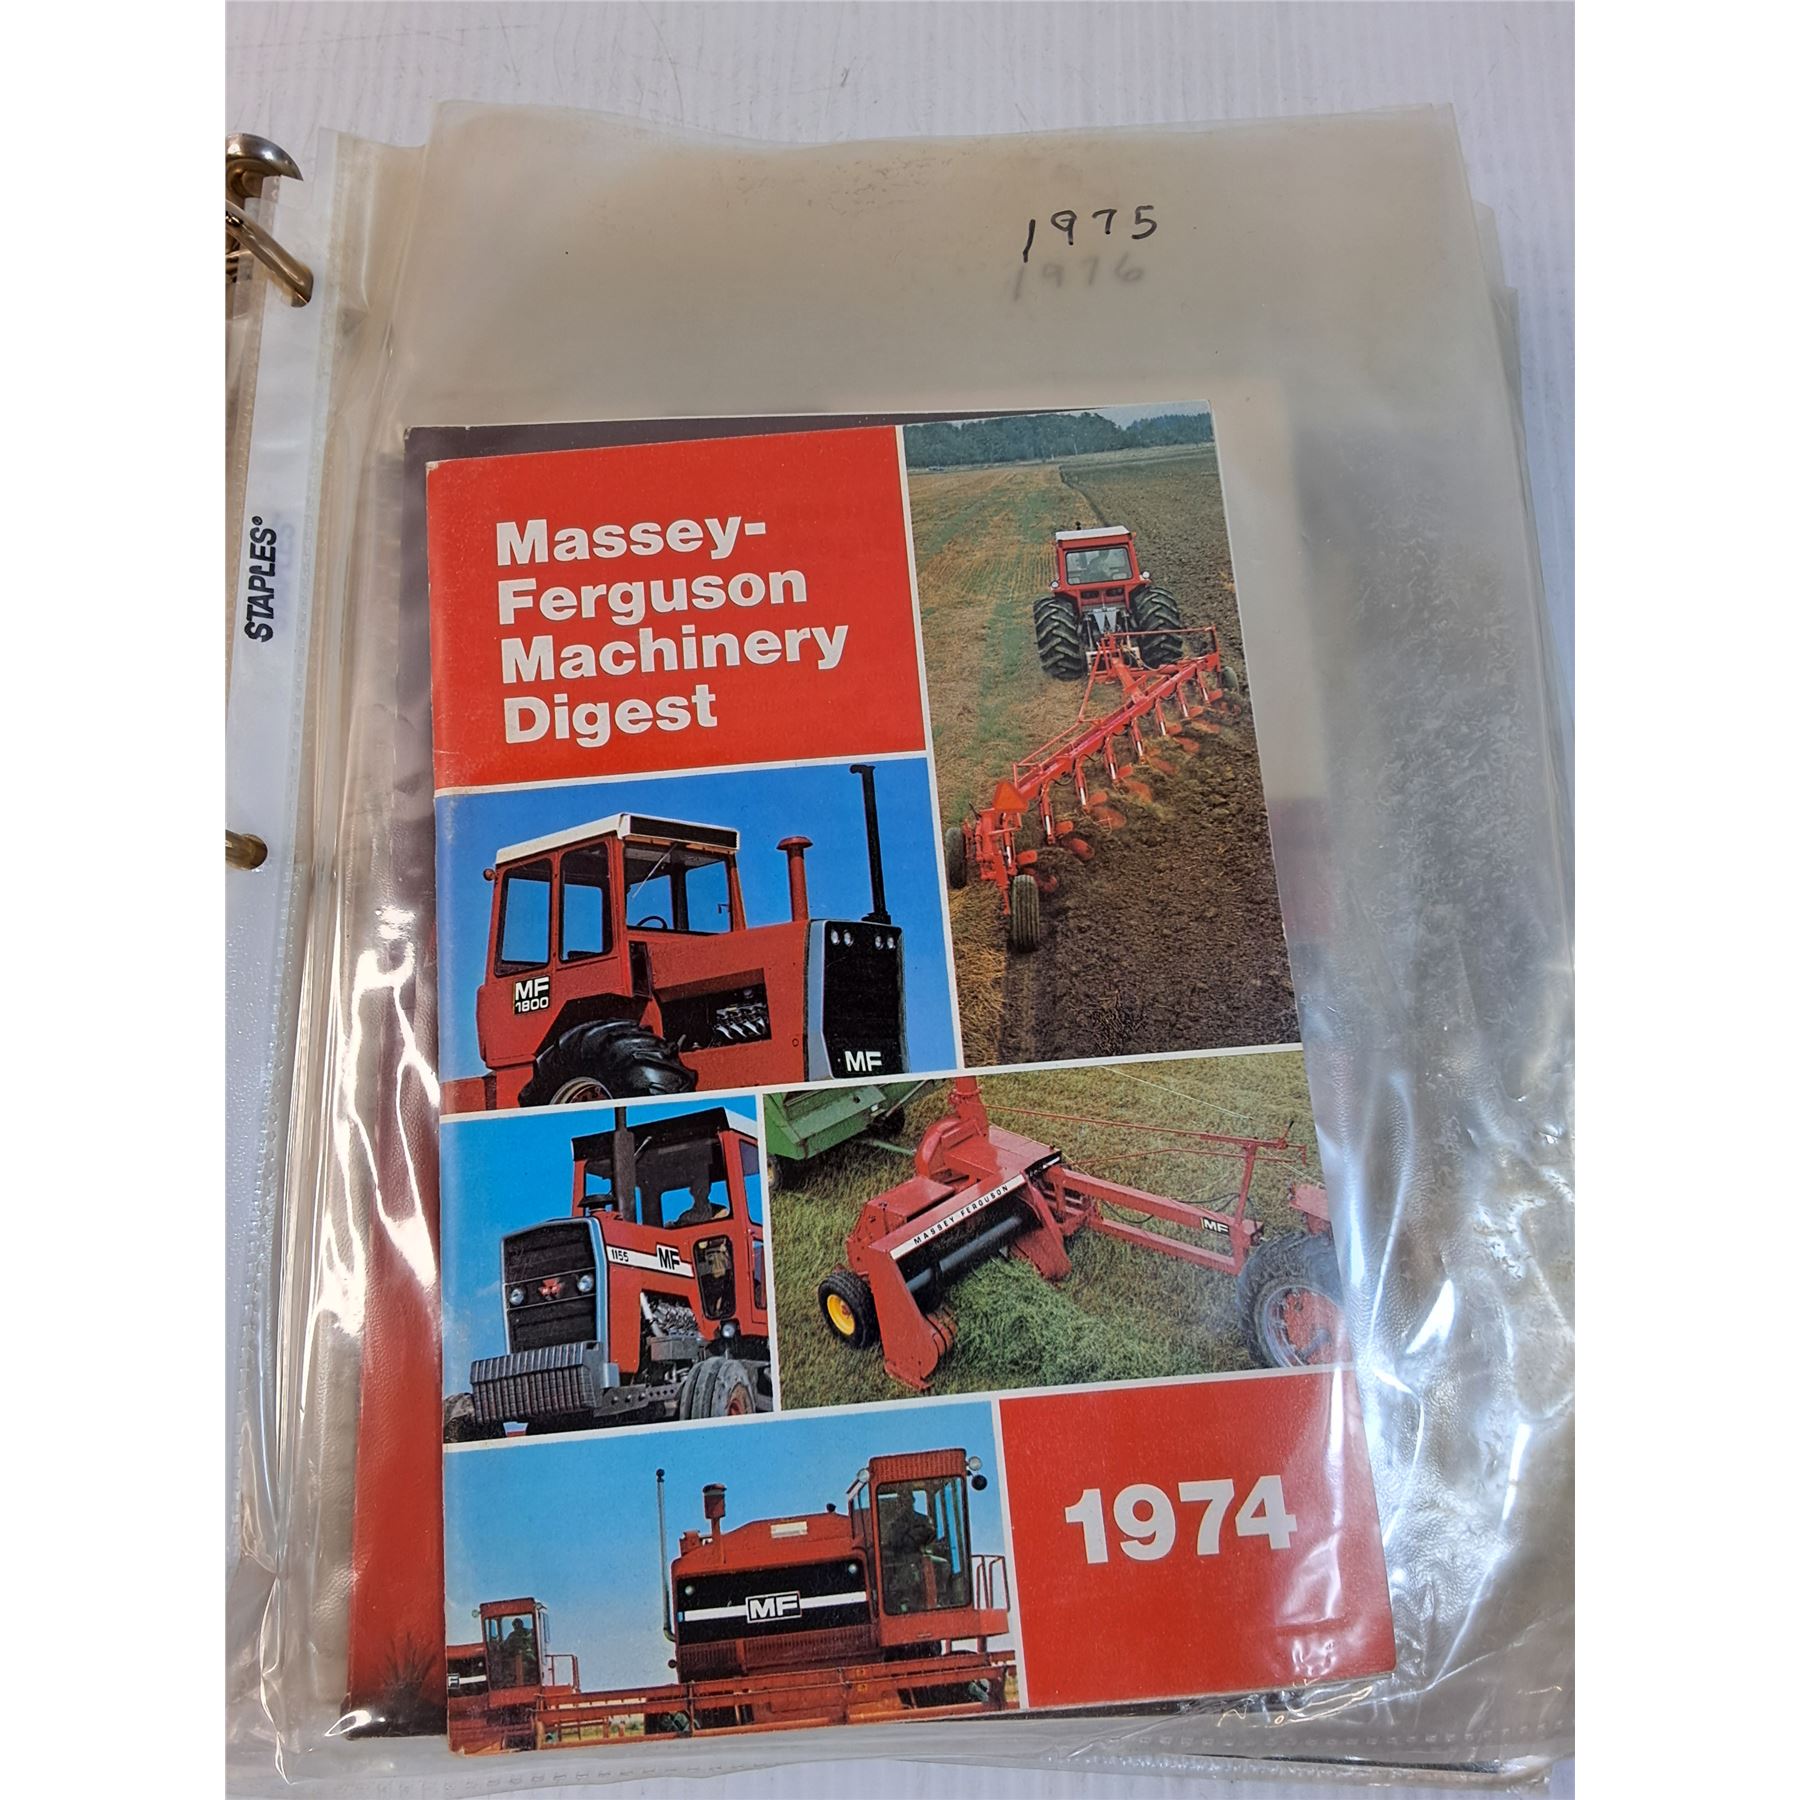 1975
1976
STAPLES®
Massey-
Ferguson
Machinery
Digest
MF
1800
MF
1155
MF
MASSEY FERGUSON
MF
MF
1974